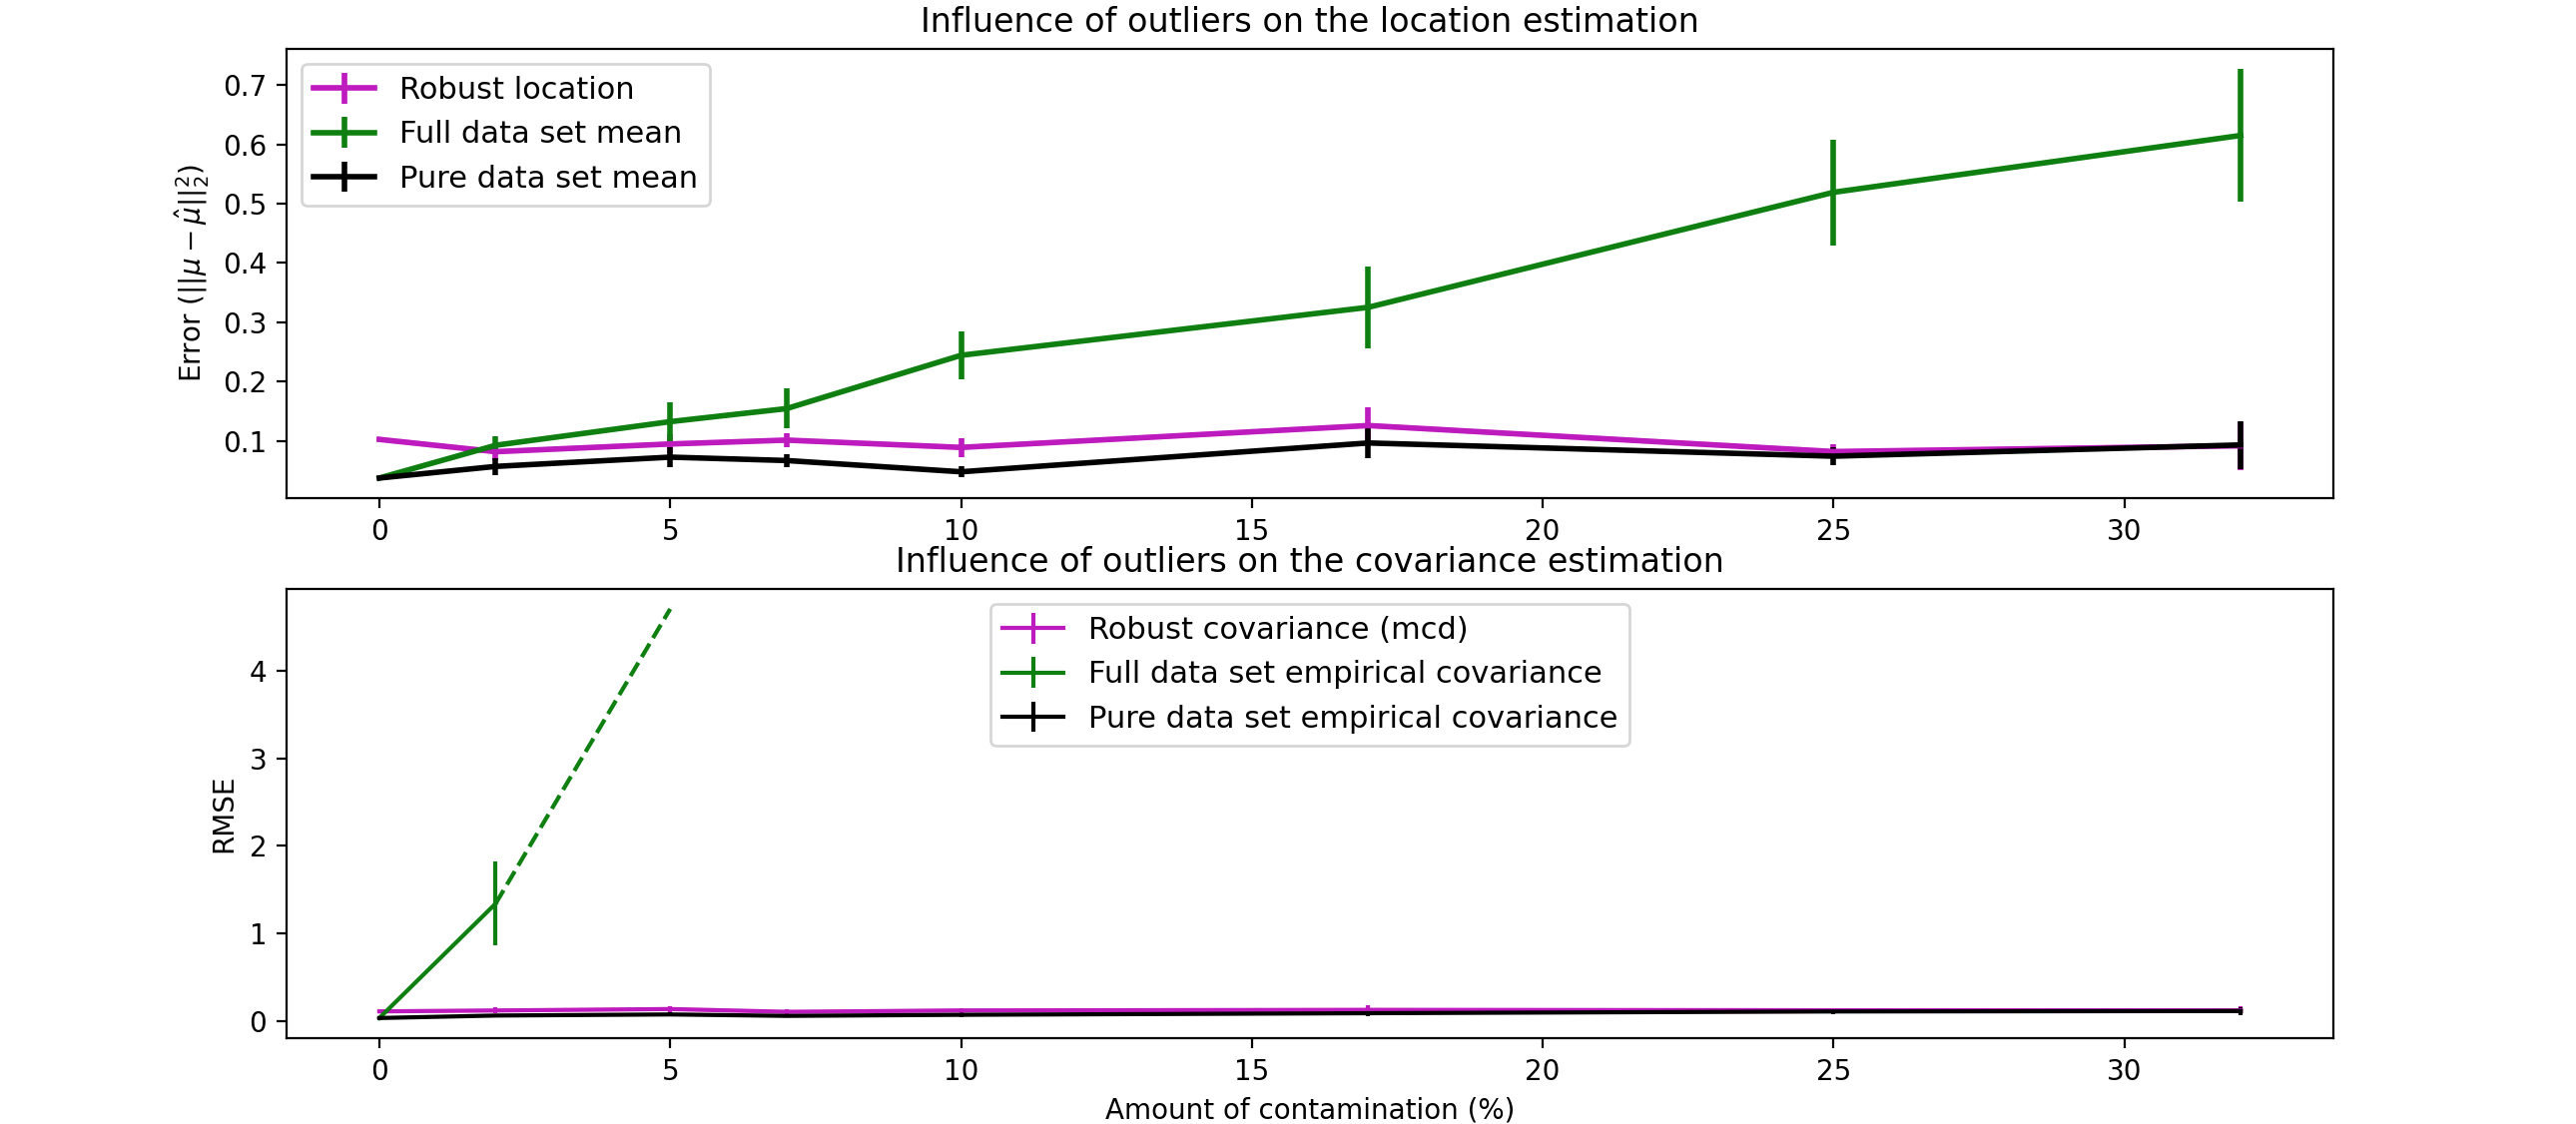 Influence of outliers on the location estimation
Robust location
Full data set mean
Pure data set mean
Error (||μ − μ̂||₂²)
0.7
0.6
0.5
0.4
0.3
0.2
0.1
0 5 10 15 20 25 30
Influence of outliers on the covariance estimation
Robust covariance (mcd)
Full data set empirical covariance
Pure data set empirical covariance
RMSE
4
3
2
1
0
0 5 10 15 20 25 30
Amount of contamination (%)